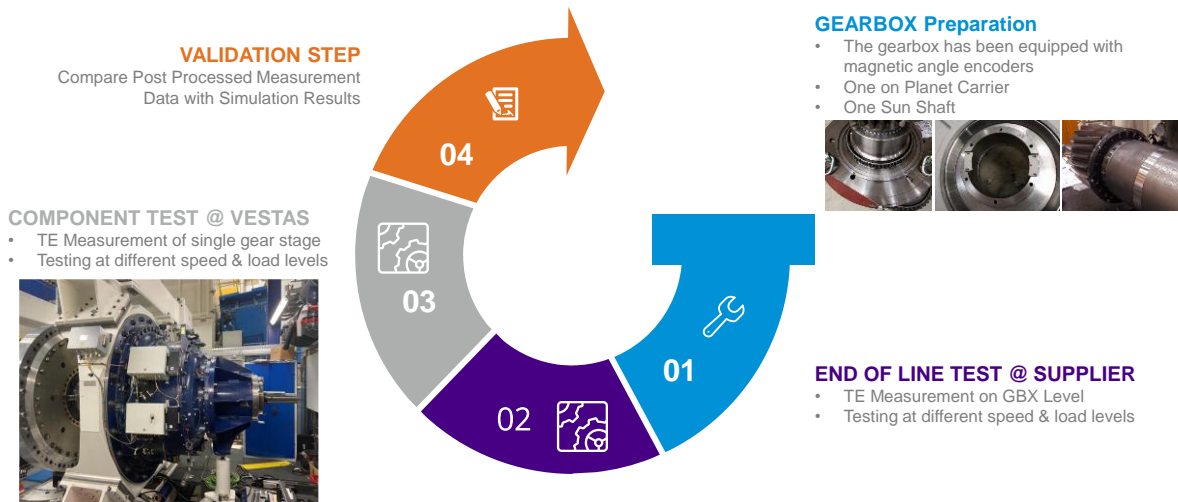 GEARBOX Preparation
• The gearbox has been equipped with
magnetic angle encoders
• One on Planet Carrier
• One Sun Shaft
01
END OF LINE TEST @ SUPPLIER
• TE Measurement on GBX Level
• Testing at different speed & load levels
02
COMPONENT TEST @ VESTAS
• TE Measurement of single gear stage
• Testing at different speed & load levels
03
VALIDATION STEP
Compare Post Processed Measurement
Data with Simulation Results
04